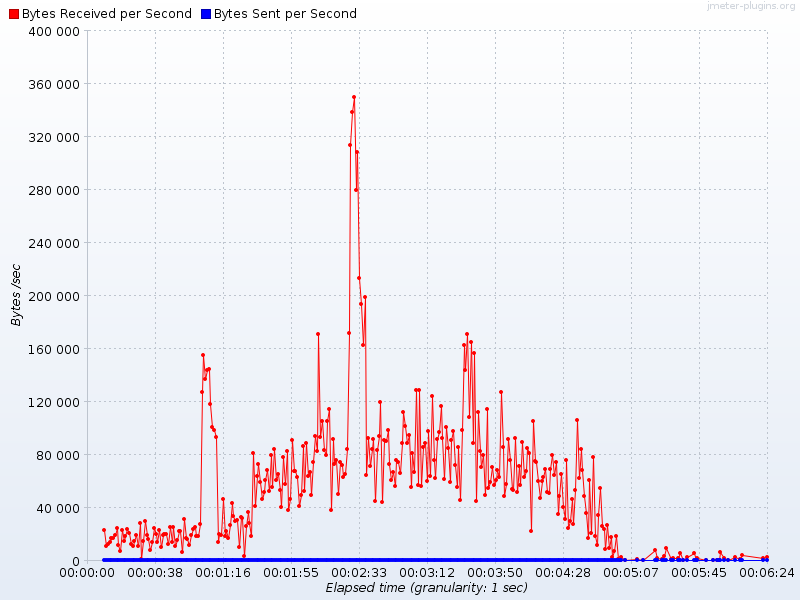 jmeter-plugins.org
Bytes Received per Second Bytes Sent per Second
400 000
360 000
320 000
280 000
240 000
200 000
160 000
120 000
80 000
40 000
0
Bytes /sec
00:00:00 00:00:38 00:01:16 00:01:55 00:02:33 00:03:12 00:03:50 00:04:28 00:05:07 00:05:45 00:06:24
Elapsed time (granularity: 1 sec)